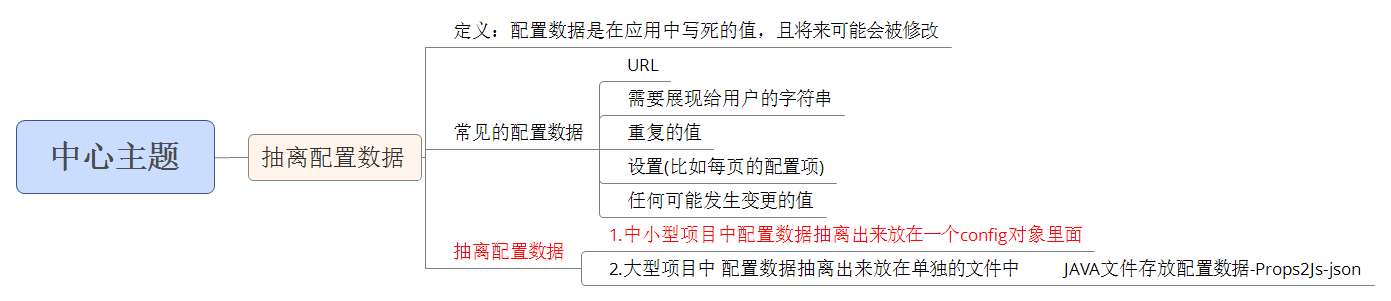 中心主题
抽离配置数据
定义：配置数据是在应用中写死的值，且将来可能会被修改
常见的配置数据
URL
需要展现给用户的字符串
重复的值
设置(比如每页的配置项)
任何可能发生变更的值
抽离配置数据
1.中小型项目中配置数据抽离出来放在一个config对象里面
2.大型项目中 配置数据抽离出来放在单独的文件中
JAVA文件存放配置数据-Props2Js-json